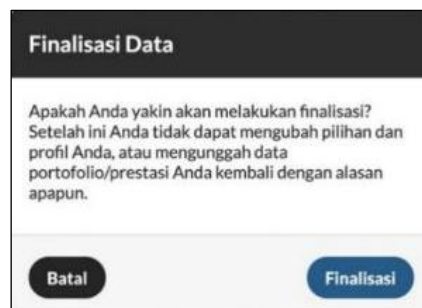 Finalisasi Data
Apakah Anda yakin akan melakukan finalisasi?
Setelah ini Anda tidak dapat mengubah pilihan dan
profil Anda, atau mengunggah data
portofolio/prestasi Anda kembali dengan alasan
apapun.
Batal
Finalisasi